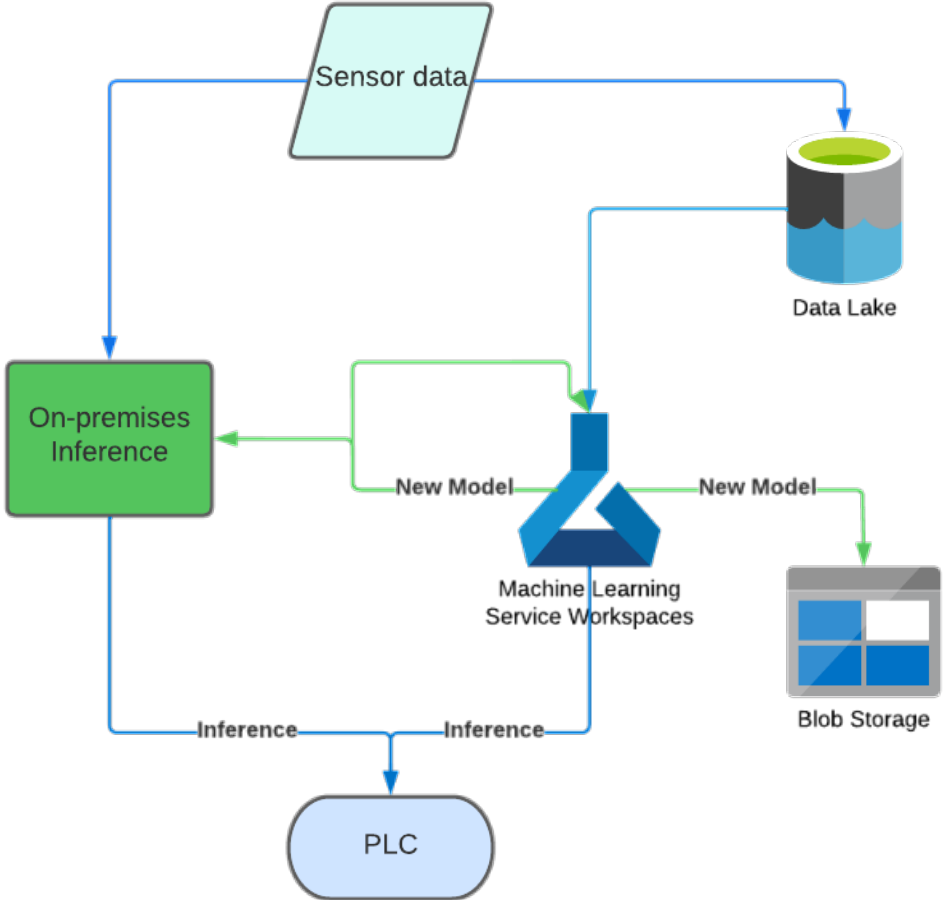 Sensor data
Data Lake
On-premises
Inference
New Model
New Model
Machine Learning
Service Workspaces
Blob Storage
Inference
Inference
PLC